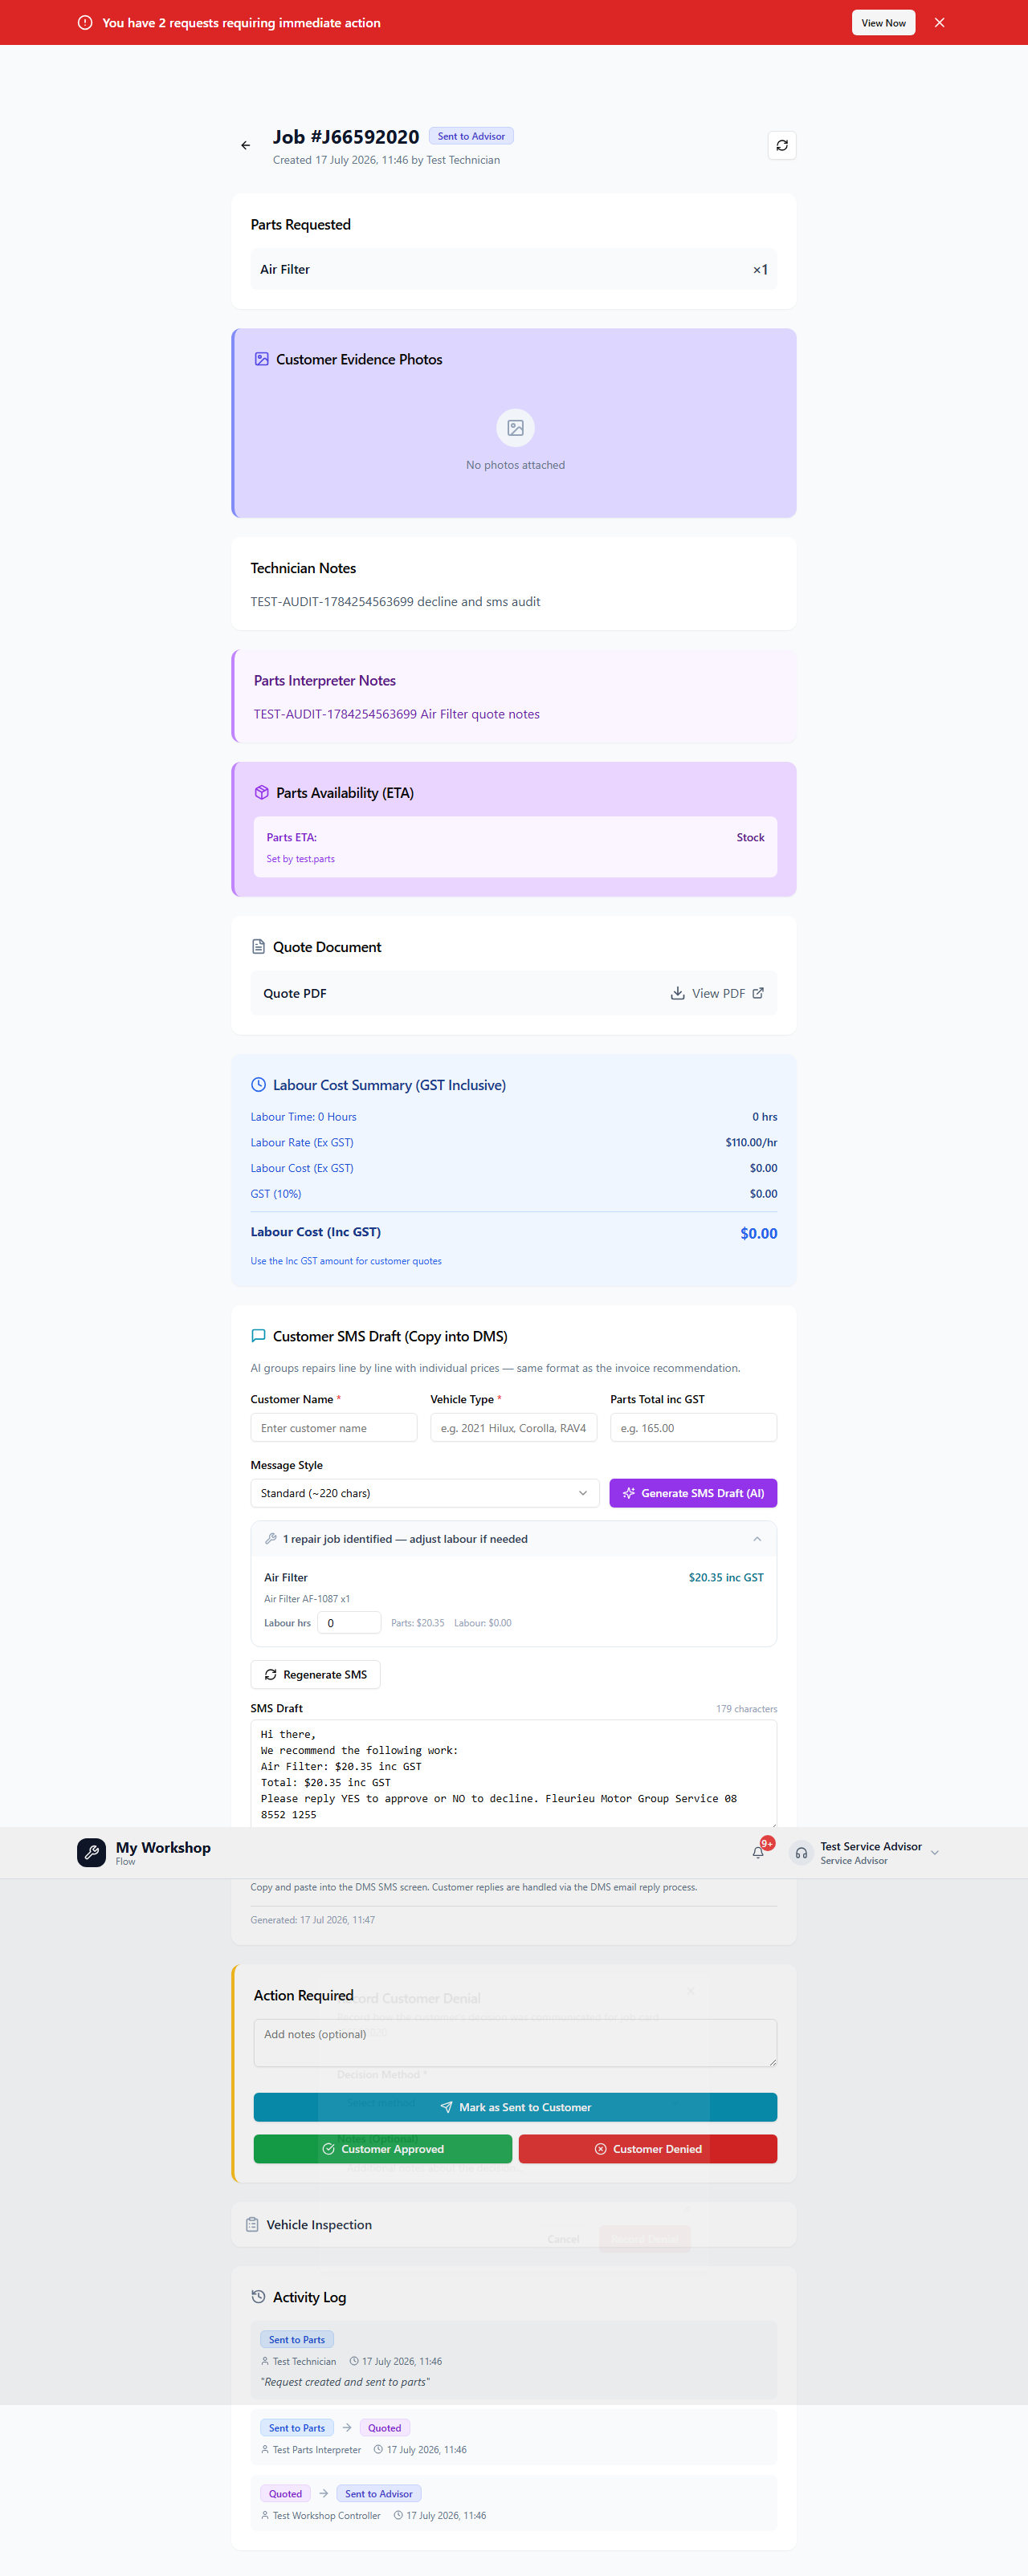 You have 2 requests requiring immediate action
View Now
Job #J66592020
Sent to Advisor
Created 17 July 2026, 11:46 by Test Technician
Parts Requested
Air Filter
×1
Customer Evidence Photos
No photos attached
Technician Notes
TEST-AUDIT-1784254563699 decline and sms audit
Parts Interpreter Notes
TEST-AUDIT-1784254563699 Air Filter quote notes
Parts Availability (ETA)
Parts ETA:
Stock
Set by test.parts
Quote Document
Quote PDF
View PDF
Labour Cost Summary (GST Inclusive)
Labour Time: 0 Hours
0 hrs
Labour Rate (Ex GST)
$110.00/hr
Labour Cost (Ex GST)
$0.00
GST (10%)
$0.00
Labour Cost (Inc GST)
$0.00
Use the Inc GST amount for customer quotes
Customer SMS Draft (Copy into DMS)
AI groups repairs line by line with individual prices — same format as the invoice recommendation.
Customer Name *
Vehicle Type *
Parts Total inc GST
Enter customer name
e.g. 2021 Hilux, Corolla, RAV4
e.g. 165.00
Message Style
Standard (~220 chars)
Generate SMS Draft (AI)
1 repair job identified — adjust labour if needed
Air Filter
$20.35 inc GST
Air Filter AF-1087 x1
Labour hrs
0
Parts: $20.35
Labour: $0.00
Regenerate SMS
SMS Draft
179 characters
Hi there,
We recommend the following work:
Air Filter: $20.35 inc GST
Total: $20.35 inc GST
Please reply YES to approve or NO to decline. Fleurieu Motor Group Service 08
8552 1255
My Workshop
Flow
9+
Test Service Advisor
Service Advisor
Copy and paste into the DMS SMS screen. Customer replies are handled via the DMS email reply process.
Generated: 17 Jul 2026, 11:47
Action Required
Record Customer Denial
Add notes (optional)
Decision Method *
Mark as Sent to Customer
Notes (Optional)
Customer Approved
Customer Denied
Vehicle Inspection
Cancel
Activity Log
Sent to Parts
Test Technician
17 July 2026, 11:46
"Request created and sent to parts"
Sent to Parts
Quoted
Test Parts Interpreter
17 July 2026, 11:46
Quoted
Sent to Advisor
Test Workshop Controller
17 July 2026, 11:46